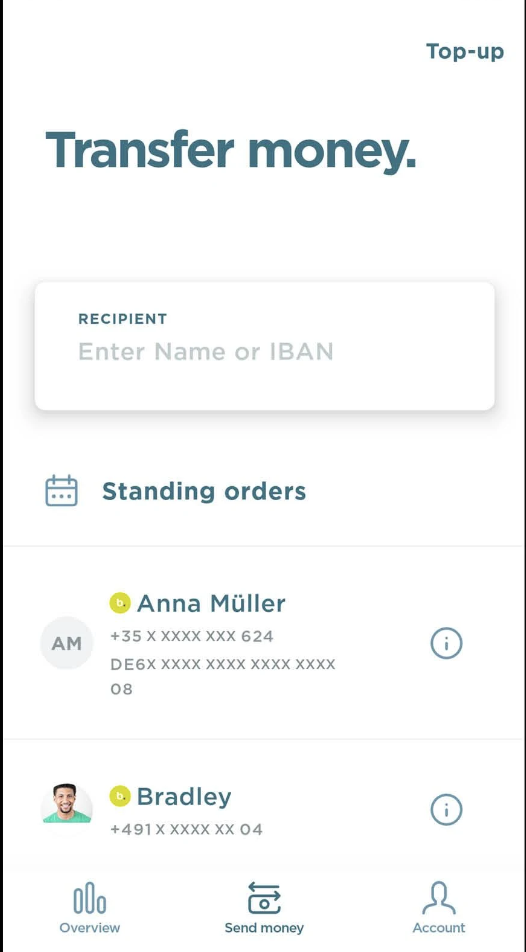 Top-up
Transfer money.
RECIPIENT
Enter Name or IBAN
Standing orders
AM
b. Anna Müller
+35 X XXXX XXX 624
DE6X XXXX XXXX XXXX XXXX
08
b. Bradley
+491 X XXXX XX 04
Overview
Send money
Account